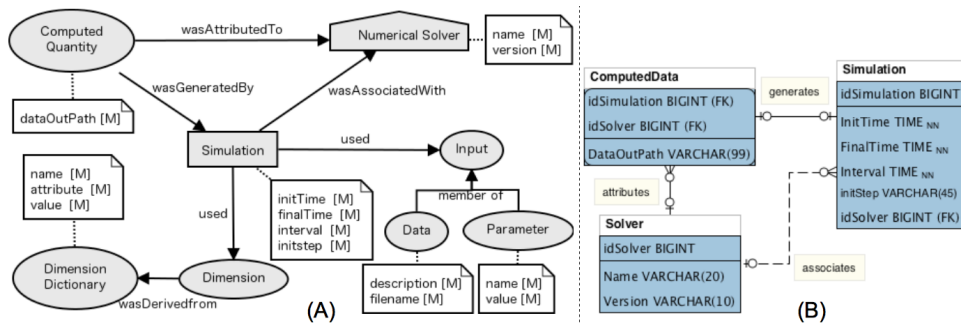 Computed
Quantity
wasAttributedTo
Numerical Solver
name [M]
version [M]
wasGeneratedBy
wasAssociatedWith
dataOutPath [M]
Simulation
used
Input
name [M]
attribute [M]
value [M]
used
initTime [M]
finalTime [M]
interval [M]
initstep [M]
member of
Data
Parameter
Dimension
Dictionary
wasDerivedfrom
Dimension
description [M]
filename [M]
name [M]
value [M]
(A)
ComputedData
idSimulation BIGINT (FK)
idSolver BIGINT (FK)
DataOutPath VARCHAR(99)
generates
Simulation
idSimulation BIGINT
InitTime TIME NN
FinalTime TIME NN
Interval TIME NN
initStep VARCHAR(45)
idSolver BIGINT (FK)
attributes
Solver
idSolver BIGINT
Name VARCHAR(20)
Version VARCHAR(10)
associates
(B)